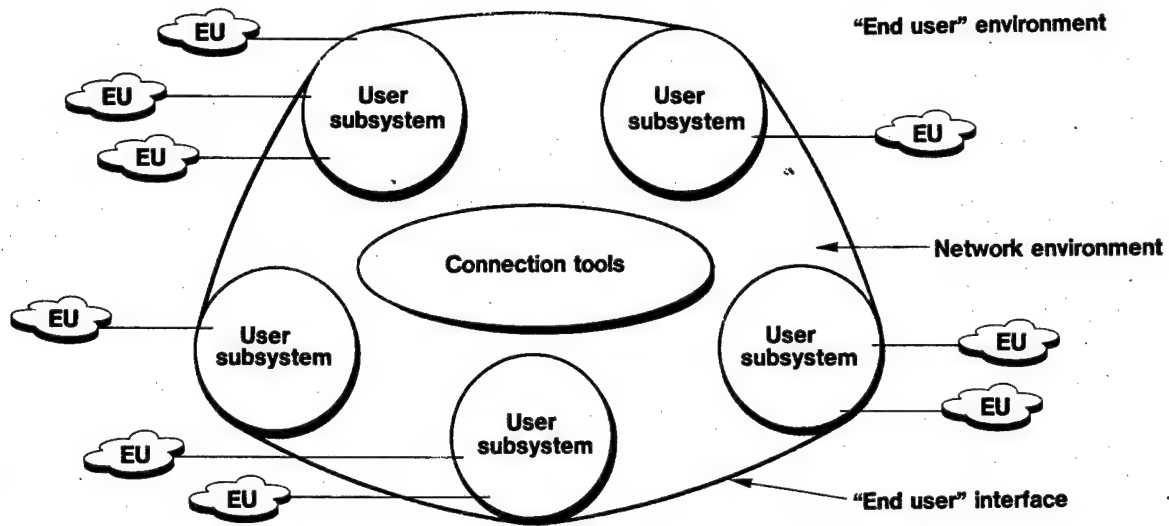 EU
"End user" environment
EU
User
subsystem
User
subsystem
EU
EU
Connection tools
Network environment
EU
User
subsystem
User
subsystem
EU
EU
User
subsystem
EU
EU
"End user" interface